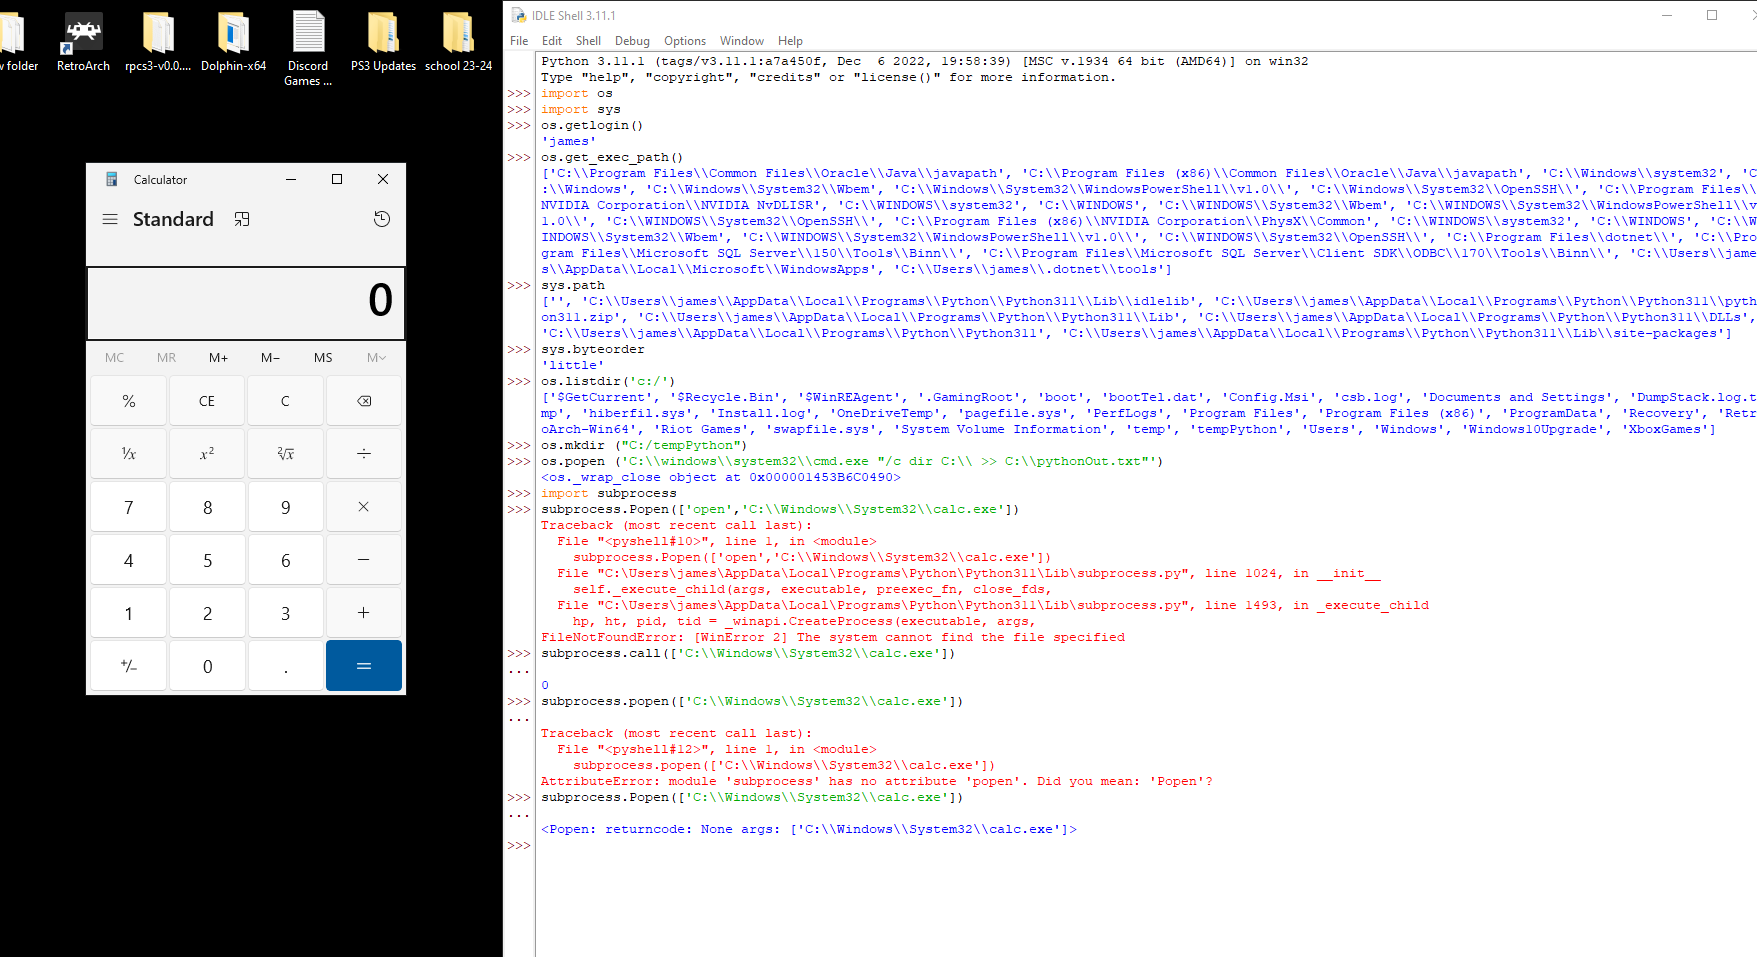 w folder
RetroArch
rpcs3-v0.0....
Dolphin-x64
Discord
Games ...
PS3 Updates
school 23-24
Calculator
Standard
0
MC MR M+ M− MS M
% CE C
¹/x x² ²√x ÷
7 8 9 ×
4 5 6 −
1 2 3 +
+/− 0 . =
IDLE Shell 3.11.1
File Edit Shell Debug Options Window Help
Python 3.11.1 (tags/v3.11.1:a7a450f, Dec  6 2022, 19:58:39) [MSC v.1934 64 bit (AMD64)] on win32
Type "help", "copyright", "credits" or "license()" for more information.
>>> import os
>>> import sys
>>> os.getlogin()
'james'
>>> os.get_exec_path()
['C:\\Program Files\\Common Files\\Oracle\\Java\\javapath', 'C:\\Program Files (x86)\\Common Files\\Oracle\\Java\\javapath', 'C:\\Windows\\system32', 'C
:\\Windows', 'C:\\Windows\\System32\\Wbem', 'C:\\Windows\\System32\\WindowsPowerShell\\v1.0\\', 'C:\\Windows\\System32\\OpenSSH\\', 'C:\\Program Files\\
NVIDIA Corporation\\NVIDIA NvDLISR', 'C:\\WINDOWS\\system32', 'C:\\WINDOWS', 'C:\\WINDOWS\\System32\\Wbem', 'C:\\WINDOWS\\System32\\WindowsPowerShell\\v
1.0\\', 'C:\\WINDOWS\\System32\\OpenSSH\\', 'C:\\Program Files (x86)\\NVIDIA Corporation\\PhysX\\Common', 'C:\\WINDOWS\\system32', 'C:\\WINDOWS', 'C:\\W
INDOWS\\System32\\Wbem', 'C:\\WINDOWS\\System32\\WindowsPowerShell\\v1.0\\', 'C:\\WINDOWS\\System32\\OpenSSH\\', 'C:\\Program Files\\dotnet\\', 'C:\\Pro
gram Files\\Microsoft SQL Server\\150\\Tools\\Binn\\', 'C:\\Program Files\\Microsoft SQL Server\\Client SDK\\ODBC\\170\\Tools\\Binn\\', 'C:\\Users\\jame
s\\AppData\\Local\\Microsoft\\WindowsApps', 'C:\\Users\\james\\.dotnet\\tools']
>>> sys.path
['', 'C:\\Users\\james\\AppData\\Local\\Programs\\Python\\Python311\\Lib\\idlelib', 'C:\\Users\\james\\AppData\\Local\\Programs\\Python\\Python311\\pyth
on311.zip', 'C:\\Users\\james\\AppData\\Local\\Programs\\Python\\Python311\\Lib', 'C:\\Users\\james\\AppData\\Local\\Programs\\Python\\Python311\\DLLs',
'C:\\Users\\james\\AppData\\Local\\Programs\\Python\\Python311', 'C:\\Users\\james\\AppData\\Local\\Programs\\Python\\Python311\\Lib\\site-packages']
>>> sys.byteorder
'little'
>>> os.listdir('c:/')
['$GetCurrent', '$Recycle.Bin', '$WinREAgent', '.GamingRoot', 'boot', 'bootTel.dat', 'Config.Msi', 'csb.log', 'Documents and Settings', 'DumpStack.log.t
mp', 'hiberfil.sys', 'Install.log', 'OneDriveTemp', 'pagefile.sys', 'PerfLogs', 'Program Files', 'Program Files (x86)', 'ProgramData', 'Recovery', 'Retr
oArch-Win64', 'Riot Games', 'swapfile.sys', 'System Volume Information', 'temp', 'tempPython', 'Users', 'Windows', 'Windows10Upgrade', 'XboxGames']
>>> os.mkdir ("C:/tempPython")
>>> os.popen ('C:\\windows\\system32\\cmd.exe "/c dir C:\\ >> C:\\pythonOut.txt"')
<os._wrap_close object at 0x000001453B6C0490>
>>> import subprocess
>>> subprocess.Popen(['open','C:\\Windows\\System32\\calc.exe'])
Traceback (most recent call last):
  File "<pyshell#10>", line 1, in <module>
    subprocess.Popen(['open','C:\\Windows\\System32\\calc.exe'])
  File "C:\Users\james\AppData\Local\Programs\Python\Python311\Lib\subprocess.py", line 1024, in __init__
    self._execute_child(args, executable, preexec_fn, close_fds,
  File "C:\Users\james\AppData\Local\Programs\Python\Python311\Lib\subprocess.py", line 1493, in _execute_child
    hp, ht, pid, tid = _winapi.CreateProcess(executable, args,
FileNotFoundError: [WinError 2] The system cannot find the file specified
>>> subprocess.call(['C:\\Windows\\System32\\calc.exe'])
...
0
>>> subprocess.popen(['C:\\Windows\\System32\\calc.exe'])
...
Traceback (most recent call last):
  File "<pyshell#12>", line 1, in <module>
    subprocess.popen(['C:\\Windows\\System32\\calc.exe'])
AttributeError: module 'subprocess' has no attribute 'popen'. Did you mean: 'Popen'?
>>> subprocess.Popen(['C:\\Windows\\System32\\calc.exe'])
...
<Popen: returncode: None args: ['C:\\Windows\\System32\\calc.exe']>
>>>